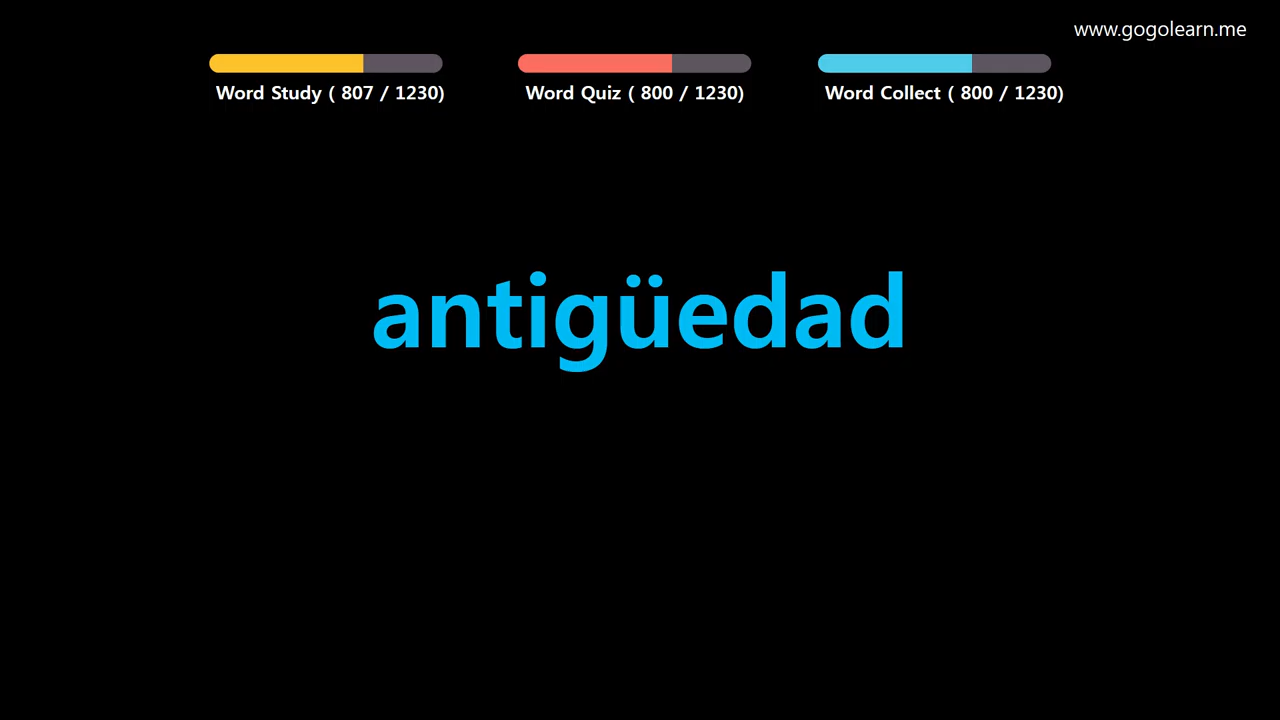 www.gogolearn.me
Word Study ( 807 / 1230)
Word Quiz ( 800 / 1230)
Word Collect ( 800 / 1230)
antigüedad